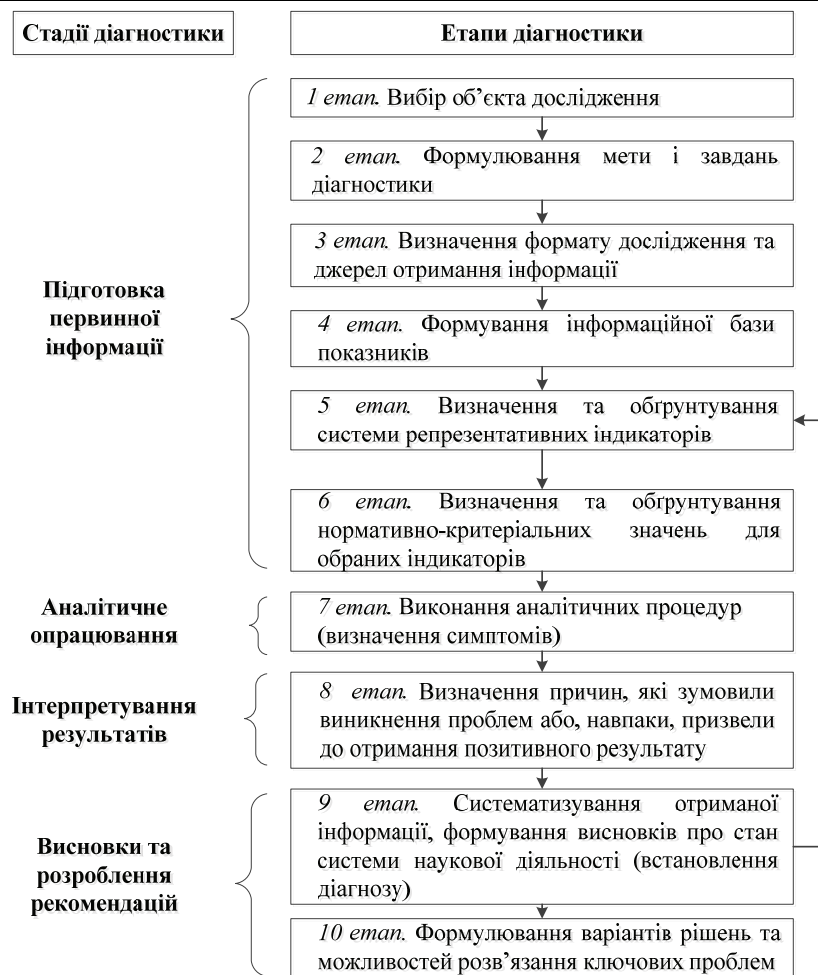 Стадії діагностики
Етапи діагностики
Підготовка
первинної
інформації
1 етап. Вибір об’єкта дослідження
2 етап. Формулювання мети і завдань
діагностики
3 етап. Визначення формату дослідження та
джерел отримання інформації
4 етап. Формування інформаційної бази
показників
5 етап. Визначення та обґрунтування
системи репрезентативних індикаторів
6 етап. Визначення та обґрунтування
нормативно-критеріальних значень для
обраних індикаторів
Аналітичне
опрацювання
7 етап. Виконання аналітичних процедур
(визначення симптомів)
Інтерпретування
результатів
8 етап. Визначення причин, які зумовили
виникнення проблем або, навпаки, призвели
до отримання позитивного результату
Висновки та
розроблення
рекомендацій
9 етап. Систематизування отриманої
інформації, формування висновків про стан
системи наукової діяльності (встановлення
діагнозу)
10 етап. Формулювання варіантів рішень та
можливостей розв’язання ключових проблем